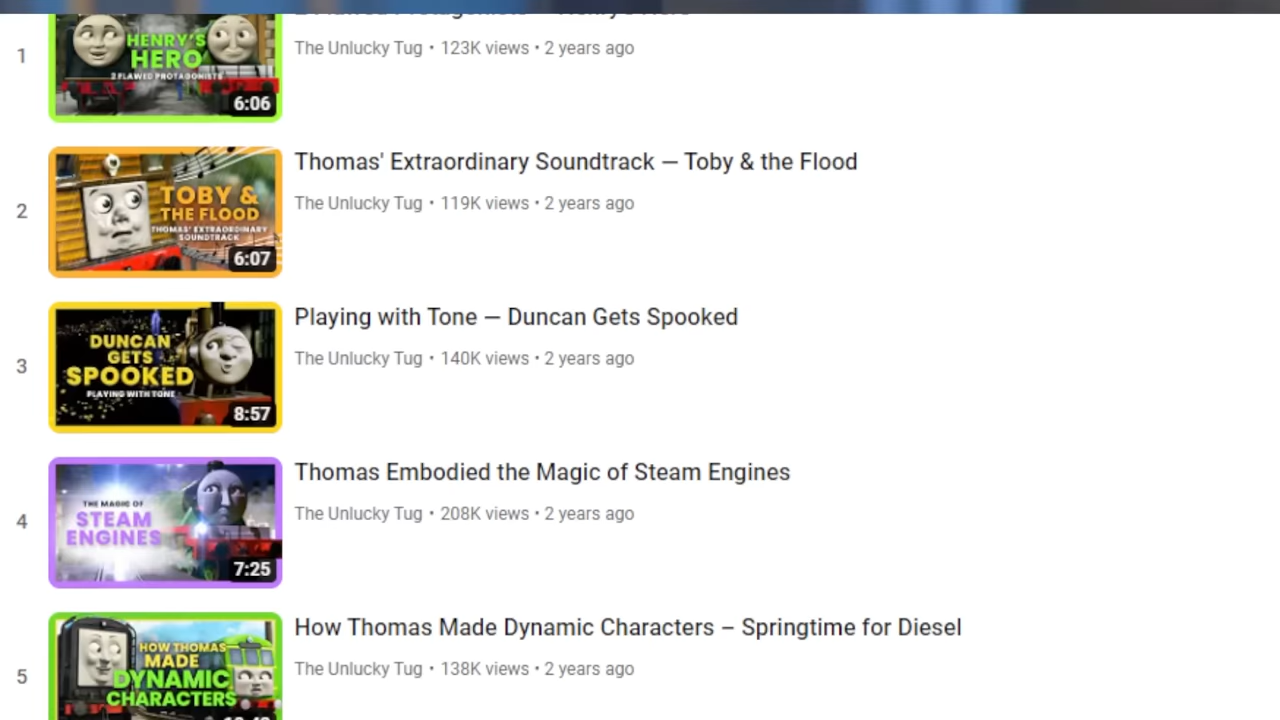 1
HENRY'S
HERO
2 FLAWED PROTAGONISTS
6:06
The Unlucky Tug • 123K views • 2 years ago
2
TOBY &
THE FLOOD
THOMAS' EXTRAORDINARY
SOUNDTRACK
6:07
Thomas' Extraordinary Soundtrack — Toby & the Flood
The Unlucky Tug • 119K views • 2 years ago
3
DUNCAN
GETS
SPOOKED
PLAYING WITH TONE
8:57
Playing with Tone — Duncan Gets Spooked
The Unlucky Tug • 140K views • 2 years ago
4
THE MAGIC OF
STEAM
ENGINES
7:25
Thomas Embodied the Magic of Steam Engines
The Unlucky Tug • 208K views • 2 years ago
5
HOW THOMAS
MADE
DYNAMIC
CHARACTERS
How Thomas Made Dynamic Characters – Springtime for Diesel
The Unlucky Tug • 138K views • 2 years ago